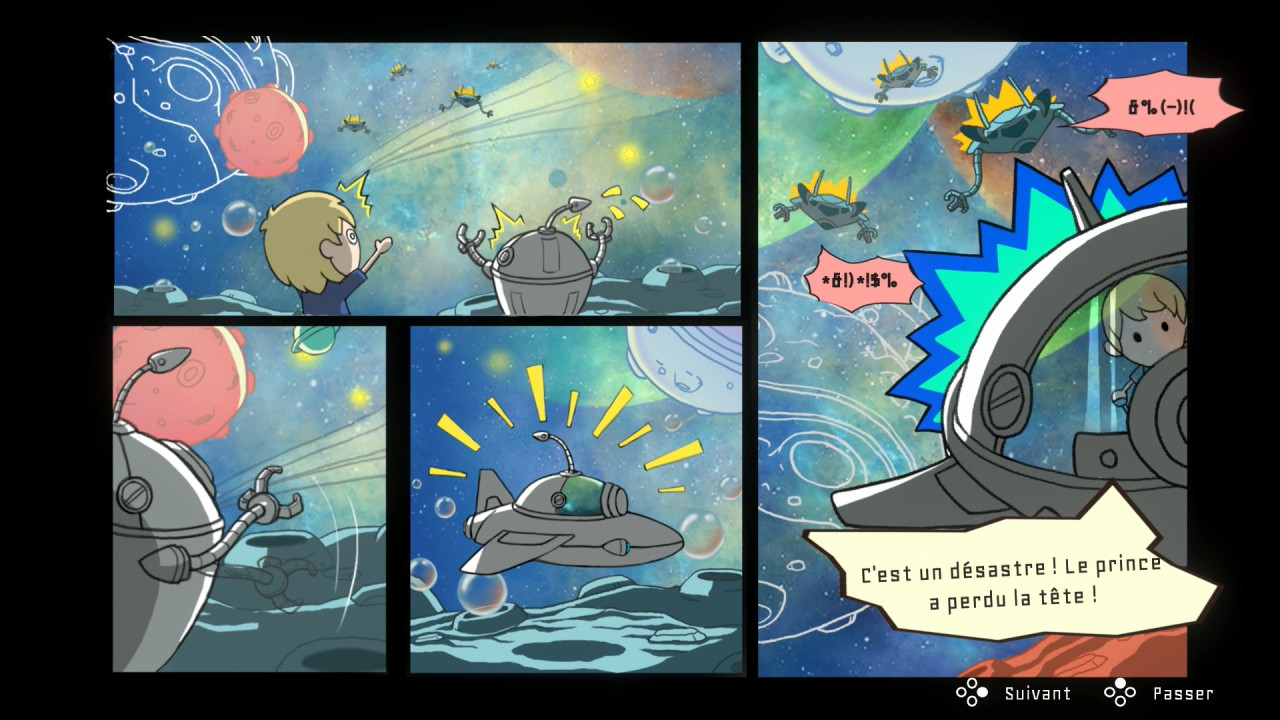 &%(-)!(
*&!)*!$%
C'est un désastre ! Le prince
a perdu la tête !
Suivant
Passer